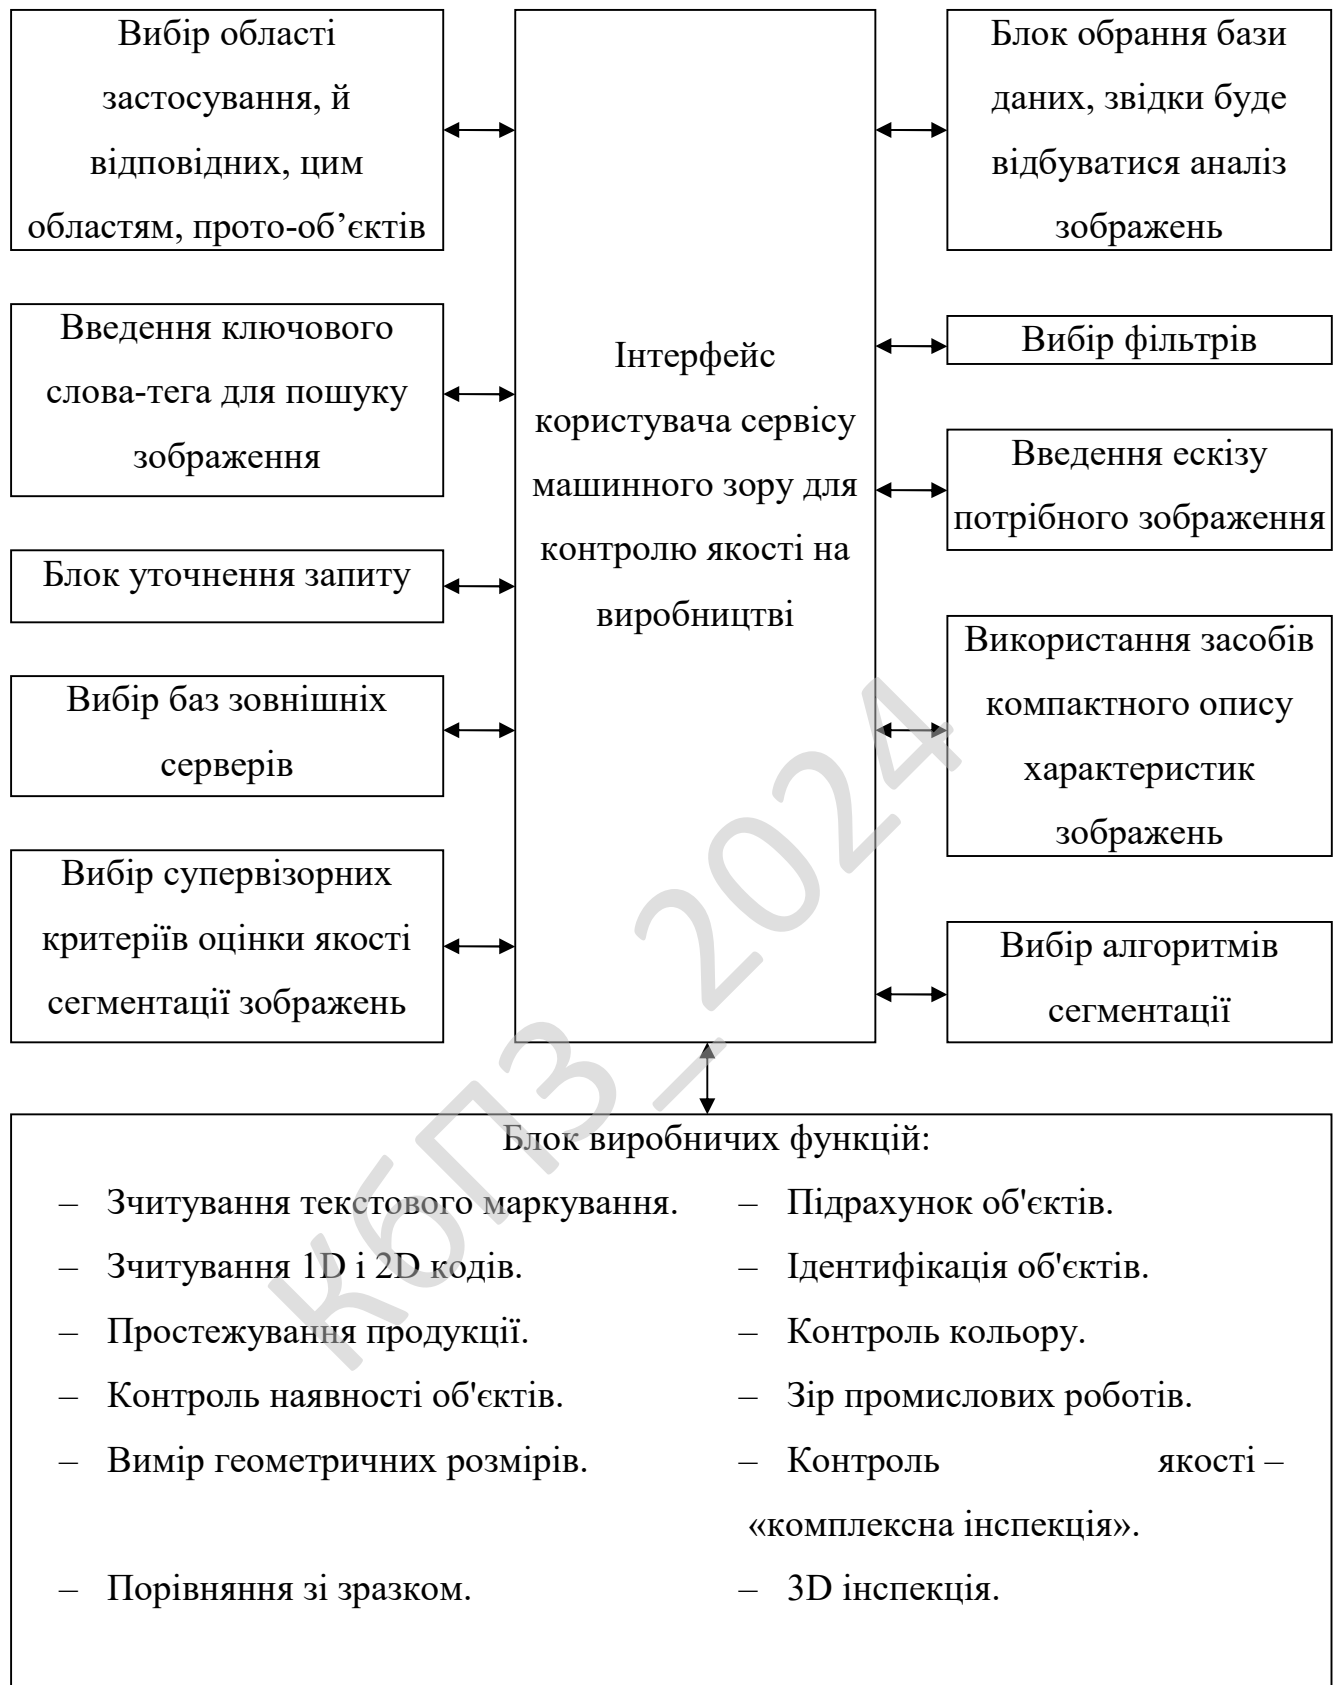 Вибір області
застосування, й
відповідних, цим
областям, прото-об’єктів
Введення ключового
слова-тега для пошуку
зображення
Блок уточнення запиту
Вибір баз зовнішніх
серверів
Вибір супервізорних
критеріїв оцінки якості
сегментації зображень
Інтерфейс
користувача сервісу
машинного зору для
контролю якості на
виробництві
Блок обрання бази
даних, звідки буде
відбуватися аналіз
зображень
Вибір фільтрів
Введення ескізу
потрібного зображення
Використання засобів
компактного опису
характеристик
зображень
Вибір алгоритмів
сегментації
Блок виробничих функцій:
– Зчитування текстового маркування.
– Зчитування 1D і 2D кодів.
– Простежування продукції.
– Контроль наявності об'єктів.
– Вимір геометричних розмірів.
– Порівняння зі зразком.
– Підрахунок об'єктів.
– Ідентифікація об'єктів.
– Контроль кольору.
– Зір промислових роботів.
– Контроль якості –
«комплексна інспекція».
– 3D інспекція.
КбПЗ_2024